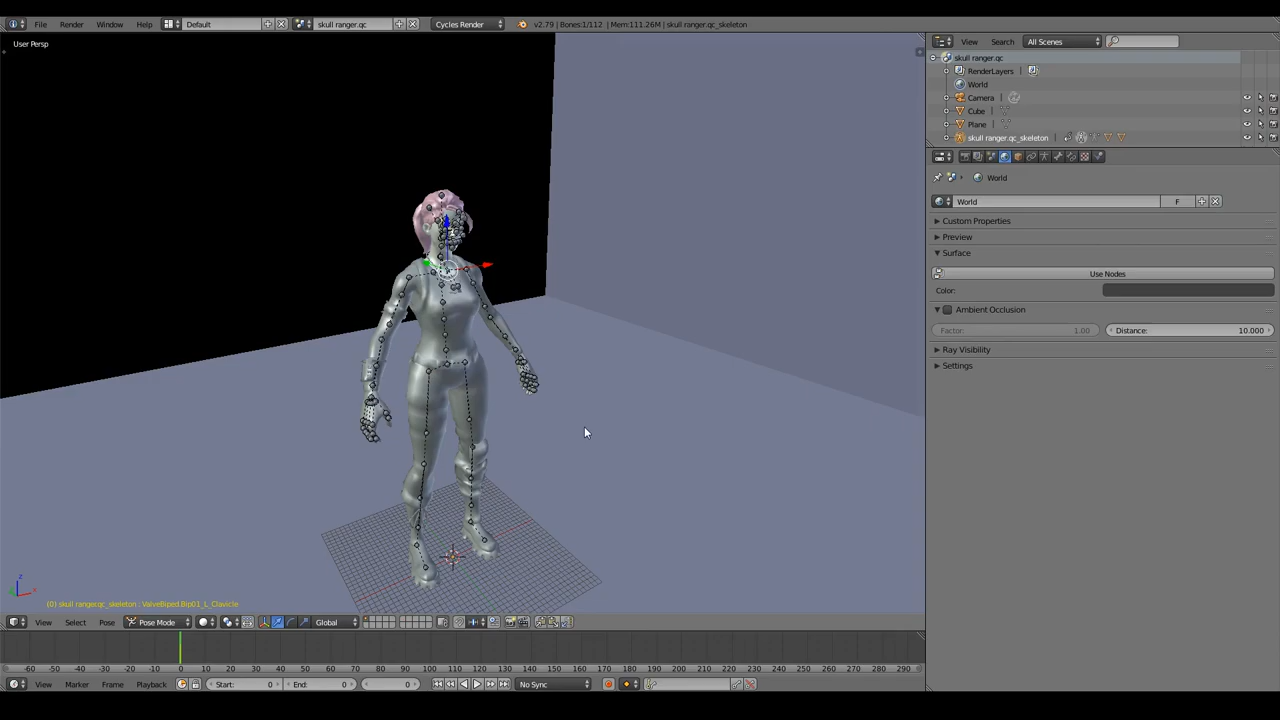 File Render Window Help Default skull ranger.qc Cycles Render v2.79 | Bones:1/112 | Mem:111.26M | skull ranger.qc_skeleton
User Persp
View Search All Scenes
skull ranger.qc
RenderLayers
World
Camera
Cube
Plane
skull ranger.qc_skeleton
World
World F
Custom Properties
Preview
Surface
Use Nodes
Color:
Ambient Occlusion
Factor: 1.00 Distance: 10.000
Ray Visibility
Settings
z
x
(0) skull ranger.qc_skeleton : ValveBiped.Bip01_L_Clavicle
View Select Pose Pose Mode Global
-60 -50 -40 -30 -20 -10 0 10 20 30 40 50 60 70 80 90 100 110 120 130 140 150 160 170 180 190 200 210 220 230 240 250 260 270 280 290
View Marker Frame Playback Start: 0 End: 0 0 No Sync